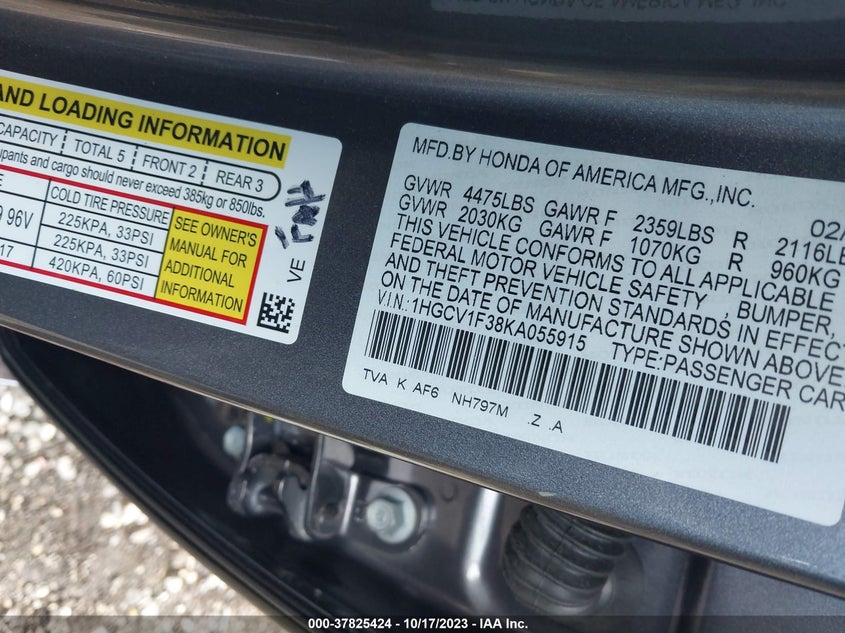 AND LOADING INFORMATION
CAPACITY TOTAL 5 FRONT 2 REAR 3
upants and cargo should never exceed 385kg or 850lbs.
COLD TIRE PRESSURE
96V 225KPA, 33PSI
225KPA, 33PSI
17 420KPA, 60PSI
SEE OWNER'S
MANUAL FOR
ADDITIONAL
INFORMATION
VE
MFD.BY HONDA OF AMERICA MFG.,INC.
GVWR 4475LBS GAWR F 2359LBS R 2116LB
GVWR 2030KG GAWR F 1070KG R 960KG
THIS VEHICLE CONFORMS TO ALL APPLICABLE
FEDERAL MOTOR VEHICLE SAFETY , BUMPER,
AND THEFT PREVENTION STANDARDS IN EFFECT
ON THE DATE OF MANUFACTURE SHOWN ABOVE
VIN:1HGCV1F38KA055915 TYPE:PASSENGER CAR
TVA K AF6 NH797M .Z .A
000-37825424 - 10/17/2023 - IAA Inc.